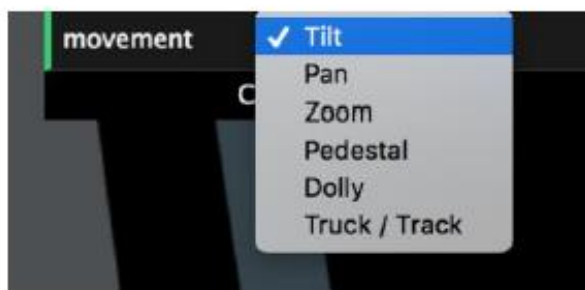 movement
✓ Tilt
Pan
C
Zoom
Pedestal
Dolly
Truck / Track